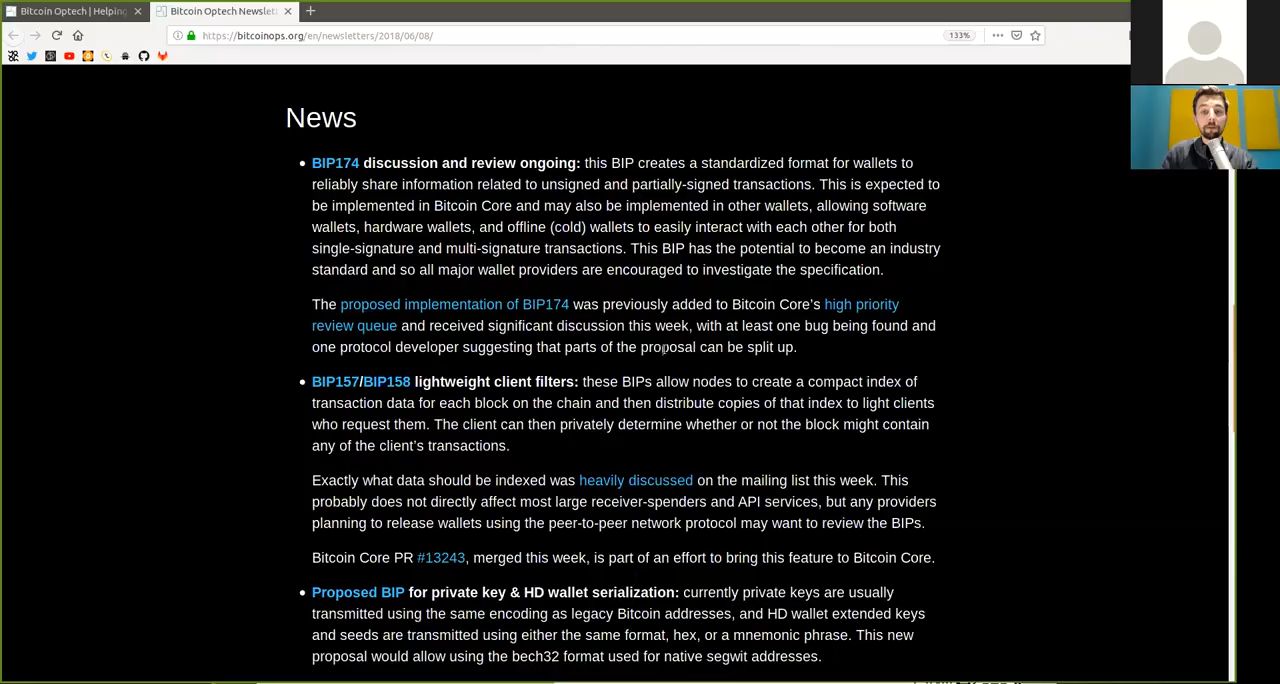 Bitcoin Optech | Helping
Bitcoin Optech Newslett
https://bitcoinops.org/en/newsletters/2018/06/08/
133%
News
BIP174 discussion and review ongoing: this BIP creates a standardized format for wallets to
reliably share information related to unsigned and partially-signed transactions. This is expected to
be implemented in Bitcoin Core and may also be implemented in other wallets, allowing software
wallets, hardware wallets, and offline (cold) wallets to easily interact with each other for both
single-signature and multi-signature transactions. This BIP has the potential to become an industry
standard and so all major wallet providers are encouraged to investigate the specification.
The proposed implementation of BIP174 was previously added to Bitcoin Core's high priority
review queue and received significant discussion this week, with at least one bug being found and
one protocol developer suggesting that parts of the proposal can be split up.
BIP157/BIP158 lightweight client filters: these BIPs allow nodes to create a compact index of
transaction data for each block on the chain and then distribute copies of that index to light clients
who request them. The client can then privately determine whether or not the block might contain
any of the client's transactions.
Exactly what data should be indexed was heavily discussed on the mailing list this week. This
probably does not directly affect most large receiver-spenders and API services, but any providers
planning to release wallets using the peer-to-peer network protocol may want to review the BIPs.
Bitcoin Core PR #13243, merged this week, is part of an effort to bring this feature to Bitcoin Core.
Proposed BIP for private key & HD wallet serialization: currently private keys are usually
transmitted using the same encoding as legacy Bitcoin addresses, and HD wallet extended keys
and seeds are transmitted using either the same format, hex, or a mnemonic phrase. This new
proposal would allow using the bech32 format used for native segwit addresses.